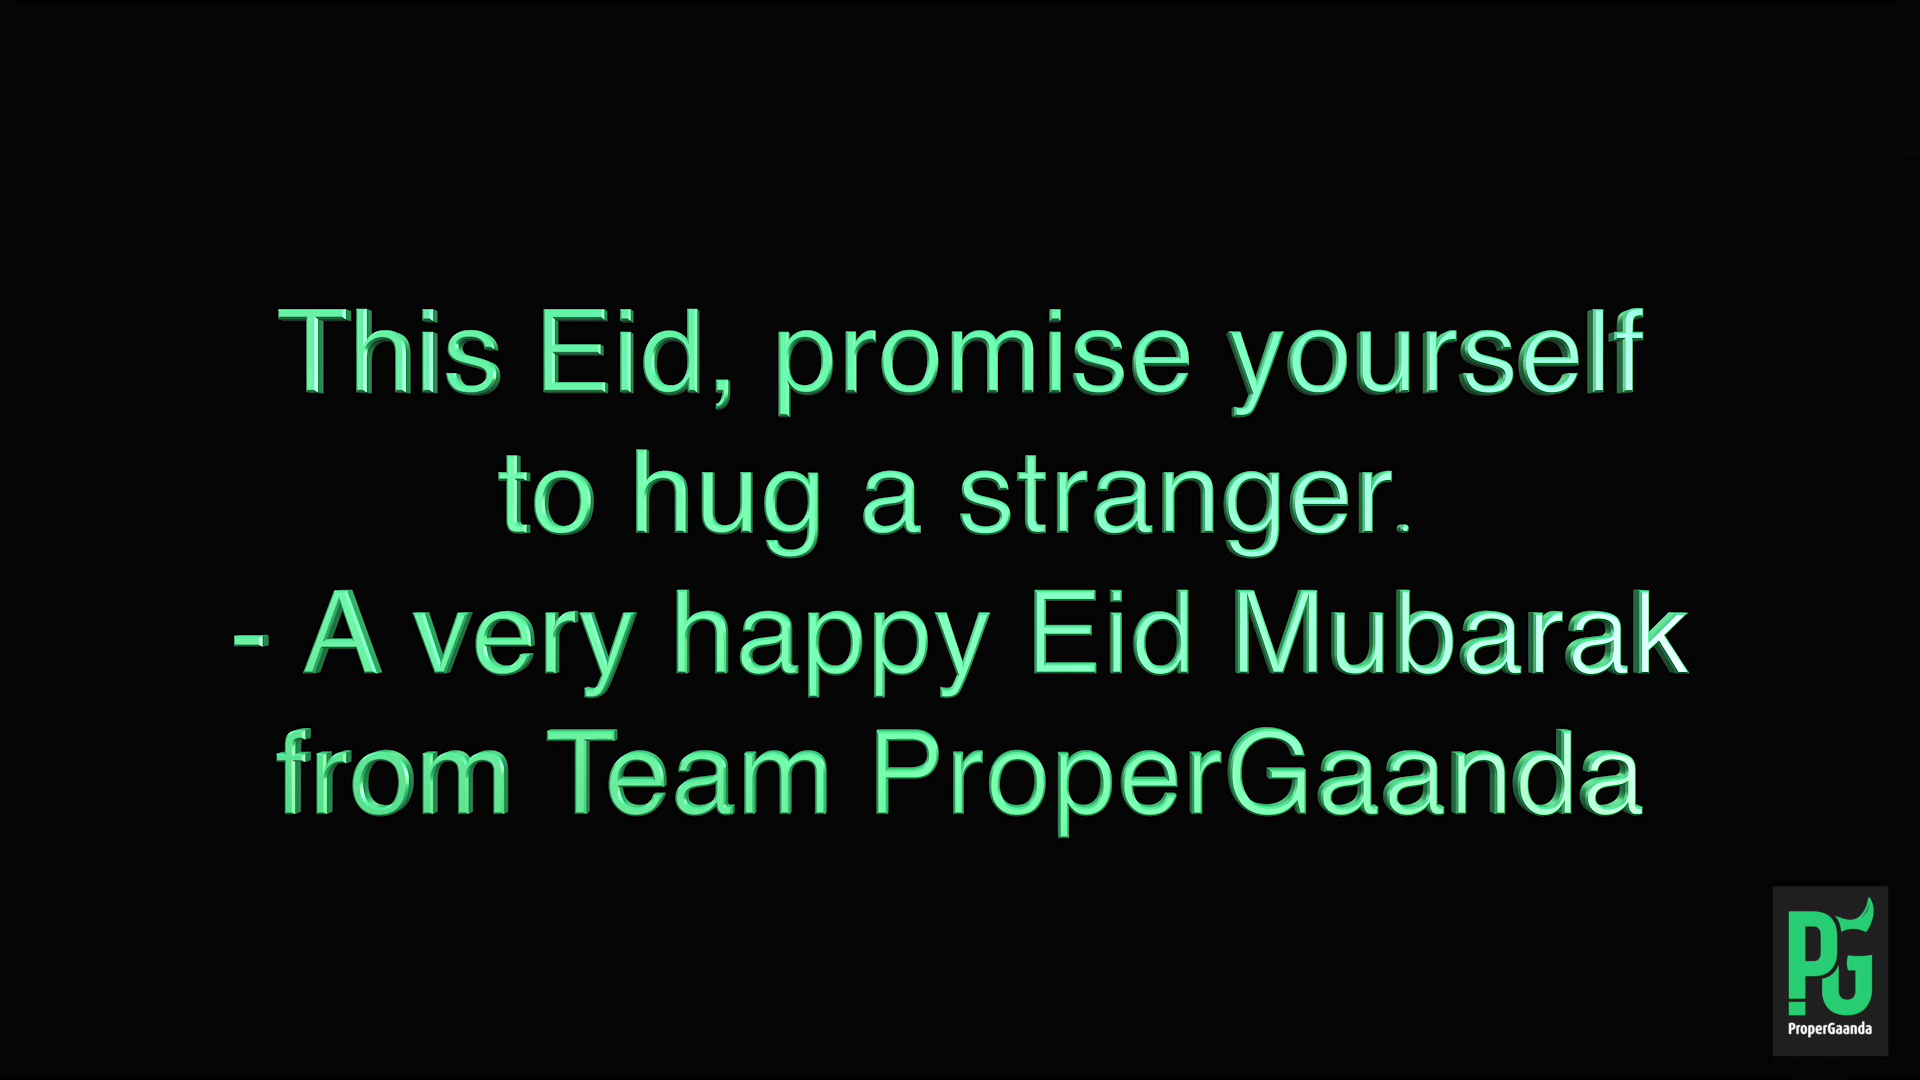 This Eid, promise yourself
to hug a stranger.
- A very happy Eid Mubarak
from Team ProperGaanda
PG
ProperGaanda